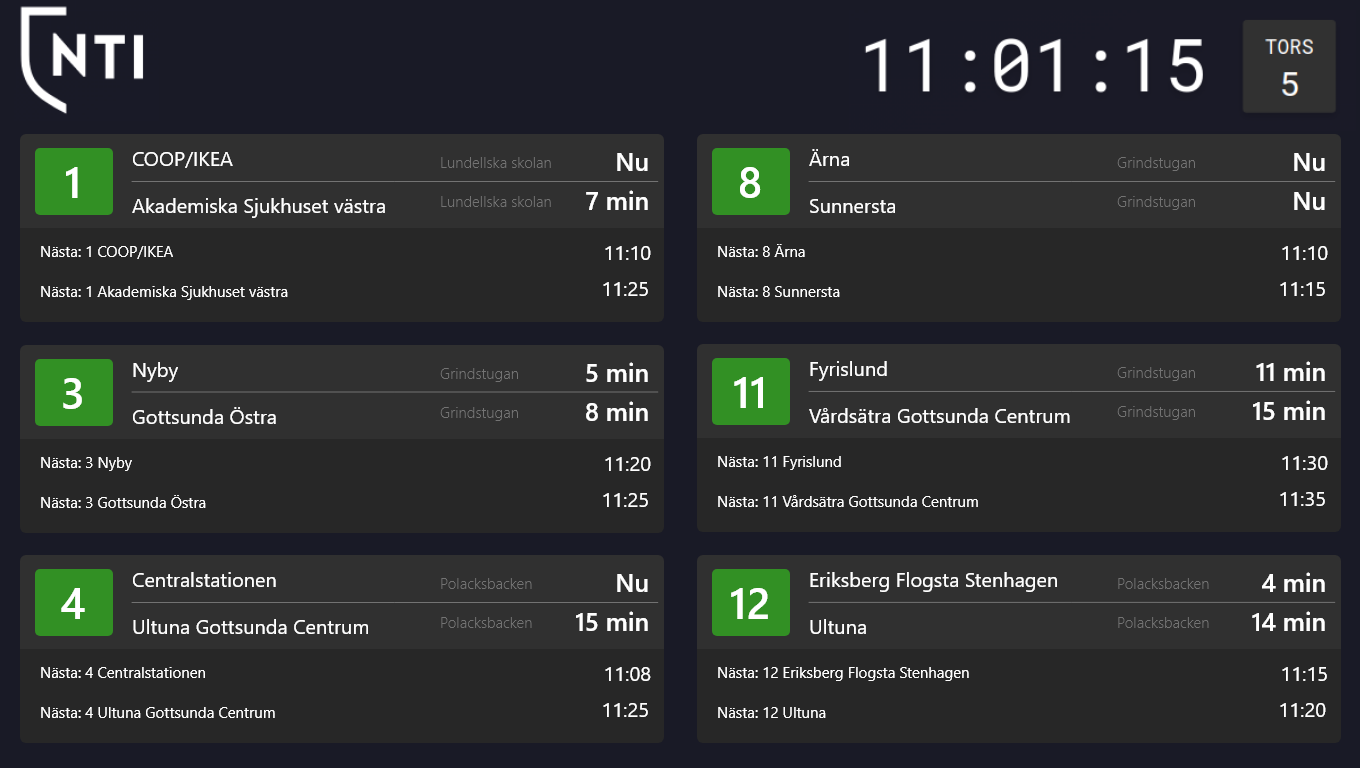 NTI
11:01:15
TORS
5
1
COOP/IKEA Lundellska skolan Nu
Akademiska Sjukhuset västra Lundellska skolan 7 min
Nästa: 1 COOP/IKEA 11:10
Nästa: 1 Akademiska Sjukhuset västra 11:25
8
Ärna Grindstugan Nu
Sunnersta Grindstugan Nu
Nästa: 8 Ärna 11:10
Nästa: 8 Sunnersta 11:15
3
Nyby Grindstugan 5 min
Gottsunda Östra Grindstugan 8 min
Nästa: 3 Nyby 11:20
Nästa: 3 Gottsunda Östra 11:25
11
Fyrislund Grindstugan 11 min
Vårdsätra Gottsunda Centrum Grindstugan 15 min
Nästa: 11 Fyrislund 11:30
Nästa: 11 Vårdsätra Gottsunda Centrum 11:35
4
Centralstationen Polacksbacken Nu
Ultuna Gottsunda Centrum Polacksbacken 15 min
Nästa: 4 Centralstationen 11:08
Nästa: 4 Ultuna Gottsunda Centrum 11:25
12
Eriksberg Flogsta Stenhagen Polacksbacken 4 min
Ultuna Polacksbacken 14 min
Nästa: 12 Eriksberg Flogsta Stenhagen 11:15
Nästa: 12 Ultuna 11:20